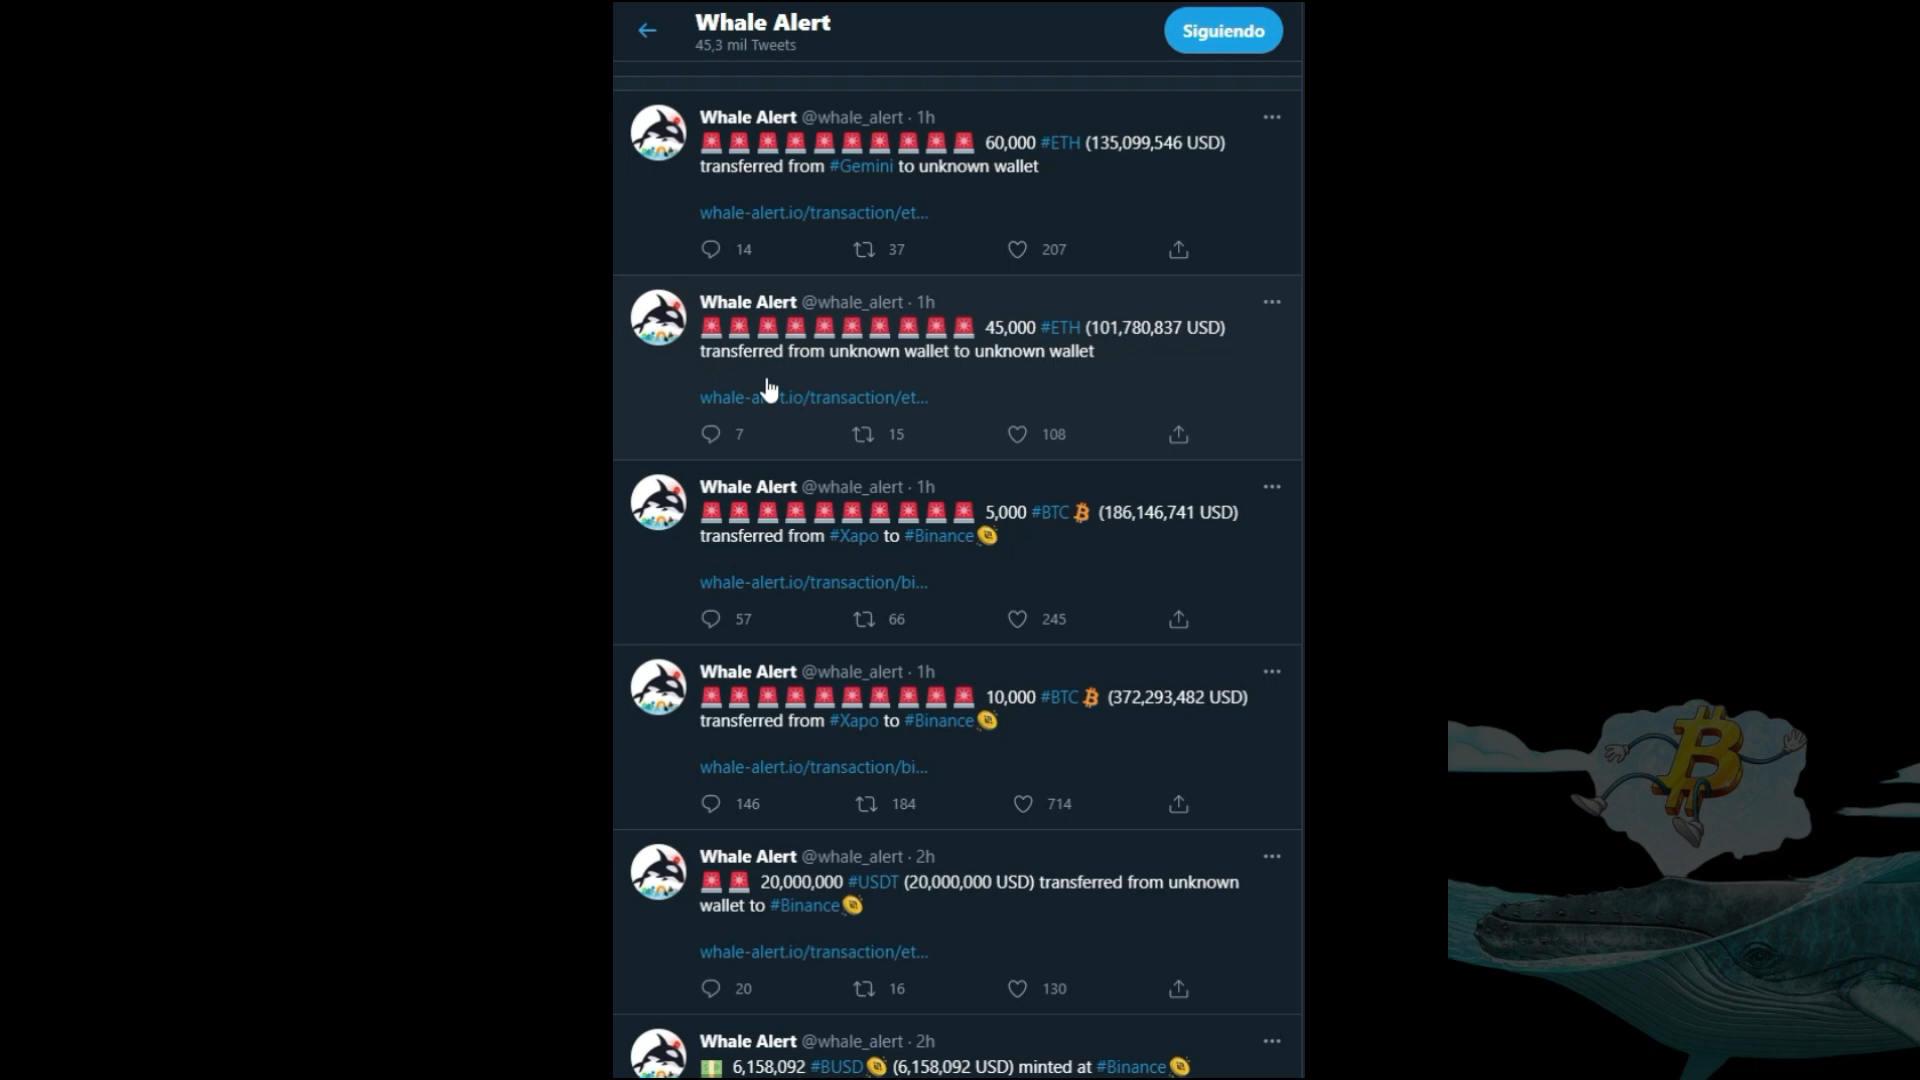 Whale Alert
45,3 mil Tweets
Siguiendo
Whale Alert @whale_alert · 1h
🚨 🚨 🚨 🚨 🚨 🚨 🚨 🚨 🚨 🚨 60,000 #ETH (135,099,546 USD)
transferred from #Gemini to unknown wallet
whale-alert.io/transaction/et...
14 37 207
Whale Alert @whale_alert · 1h
🚨 🚨 🚨 🚨 🚨 🚨 🚨 🚨 🚨 🚨 45,000 #ETH (101,780,837 USD)
transferred from unknown wallet to unknown wallet
whale-a t.io/transaction/et...
7 15 108
Whale Alert @whale_alert · 1h
🚨 🚨 🚨 🚨 🚨 🚨 🚨 🚨 🚨 🚨 5,000 #BTC (186,146,741 USD)
transferred from #Xapo to #Binance
whale-alert.io/transaction/bi...
57 66 245
Whale Alert @whale_alert · 1h
🚨 🚨 🚨 🚨 🚨 🚨 🚨 🚨 🚨 🚨 10,000 #BTC (372,293,482 USD)
transferred from #Xapo to #Binance
whale-alert.io/transaction/bi...
146 184 714
Whale Alert @whale_alert · 2h
🚨 🚨 20,000,000 #USDT (20,000,000 USD) transferred from unknown
wallet to #Binance
whale-alert.io/transaction/et...
20 16 130
Whale Alert @whale_alert · 2h
💵 6,158,092 #BUSD (6,158,092 USD) minted at #Binance